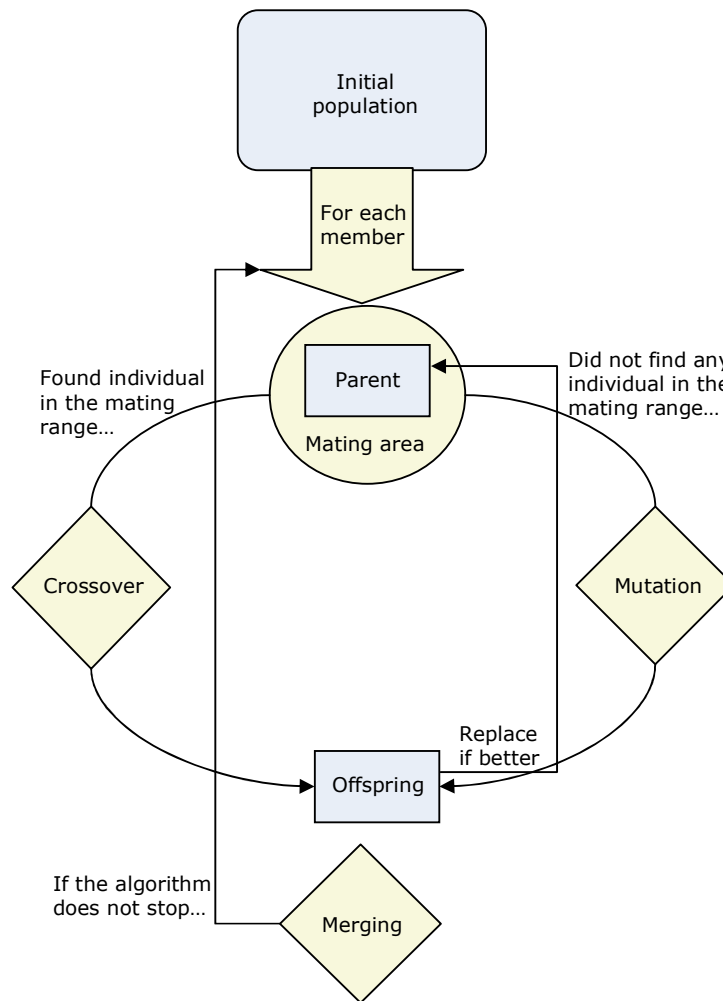 Initial
population
For each
member
Parent
Mating area
Found individual
in the mating
range...
Did not find any
individual in the
mating range...
Crossover
Mutation
Replace
if better
Offspring
If the algorithm
does not stop...
Merging